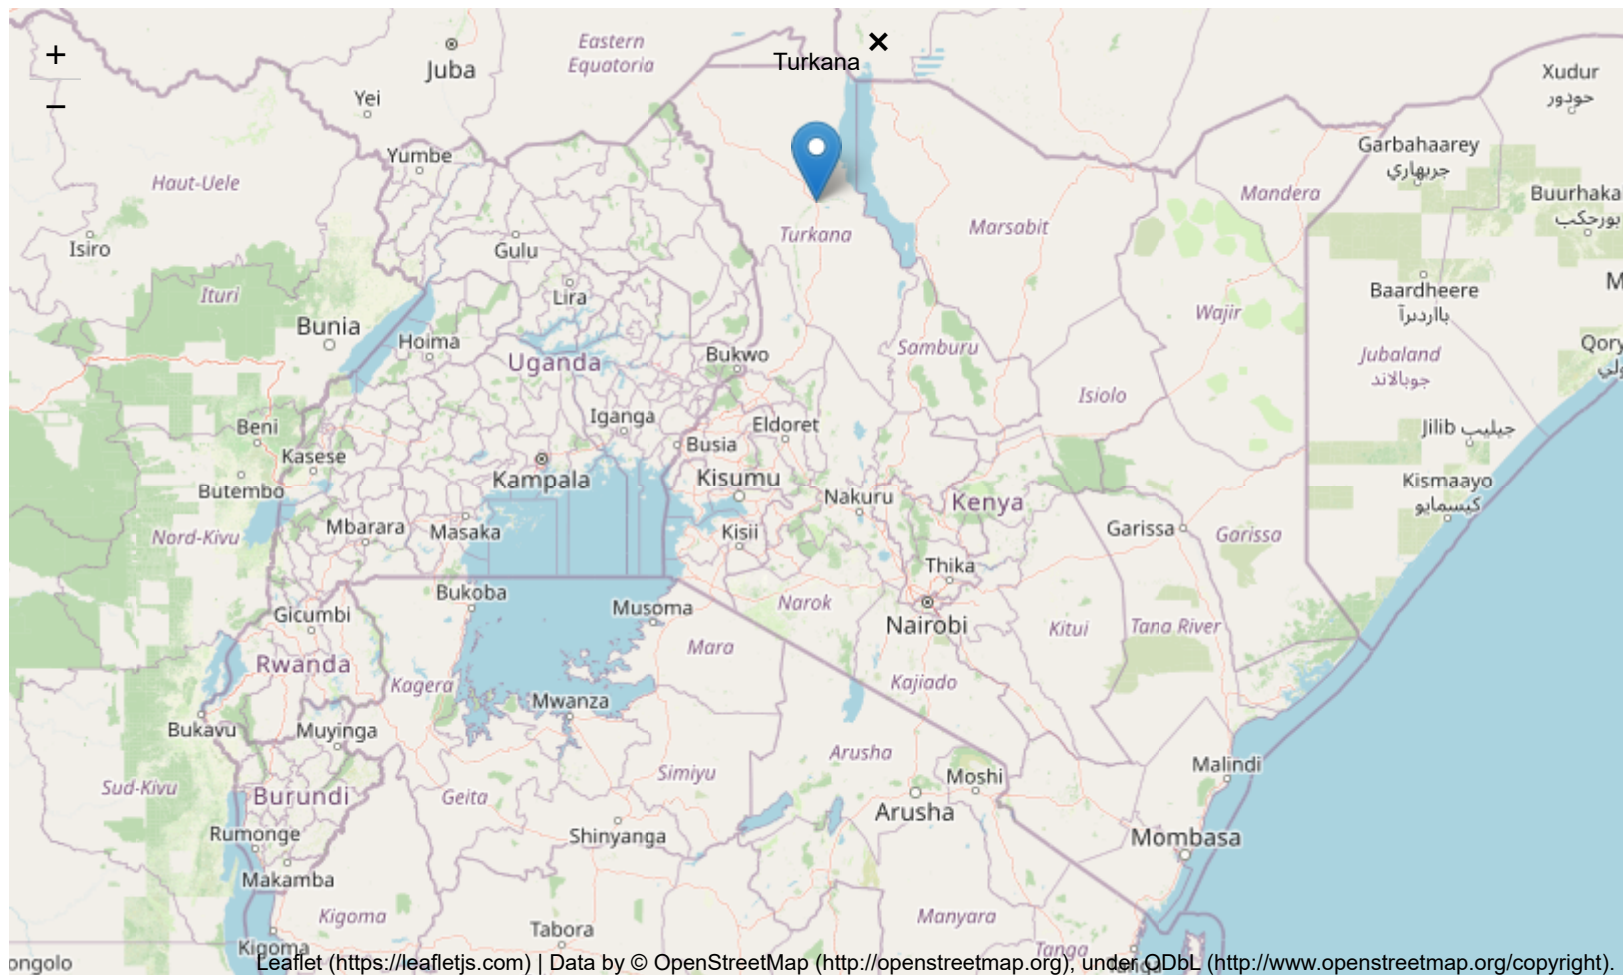 +
−
Eastern
Equatoria
Juba
Turkana
×
Xudur
حودور
Yei
Yumbe
Garbahaarey
جربهاري
Haut-Uele
Mandera
Buurhaka
بورحكب
Isiro
Gulu
Turkana
Marsabit
Ituri
Lira
Baardheere
بااردىرآ
M
Bunia
Hoima
Wajir
Uganda
Bukwo
Samburu
Jubaland
جوبالاند
Qory
ولي
Isiolo
Beni
Iganga
Eldoret
Jilib جيليب
Kasese
Busia
Butembo
Kampala
Kisumu
Nakuru
Kenya
Kismaayo
كيسمايو
Nord-Kivu
Mbarara
Masaka
Kisii
Garissa
Garissa
Thika
Bukoba
Musoma
Narok
Gicumbi
Nairobi
Kitui
Tana River
Rwanda
Mara
Kagera
Kajiado
Bukavu
Muyinga
Mwanza
Arusha
Malindi
Sud-Kivu
Burundi
Geita
Simiyu
Moshi
Arusha
Rumonge
Shinyanga
Mombasa
Makamba
Kigoma
Tabora
Manyara
Kigoma
Tanga
Tanga
ongolo
Leaflet (https://leafletjs.com) | Data by © OpenStreetMap (http://openstreetmap.org), under ODbL (http://www.openstreetmap.org/copyright).